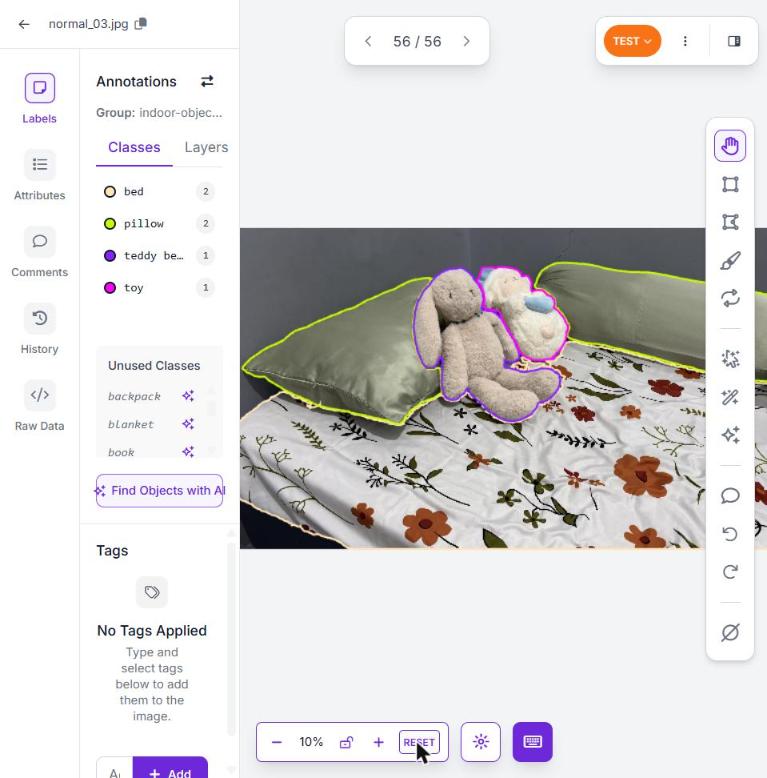 normal_03.jpg
56 / 56
TEST
Labels
Attributes
Comments
History
Raw Data
Annotations
Group: indoor-objec...
Classes Layers
bed 2
pillow 2
teddy be... 1
toy 1
Unused Classes
backpack
blanket
book
Find Objects with AI
Tags
No Tags Applied
Type and
select tags
below to add
them to the
image.
+ Add
10%
RESET